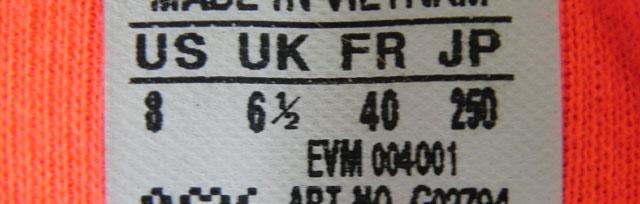 MADE IN VIETNAM
US UK FR JP
8 6½ 40 250
EVM 004001
ART NO. G02794